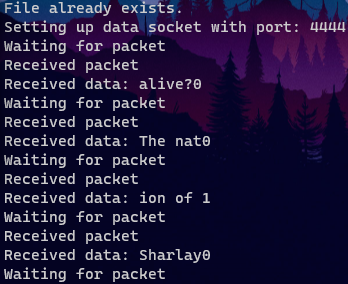 File already exists.
Setting up data socket with port: 4444
Waiting for packet
Received packet
Received data: alive?0
Waiting for packet
Received packet
Received data: The nat0
Waiting for packet
Received packet
Received data: ion of 1
Waiting for packet
Received packet
Received data: Sharlay0
Waiting for packet